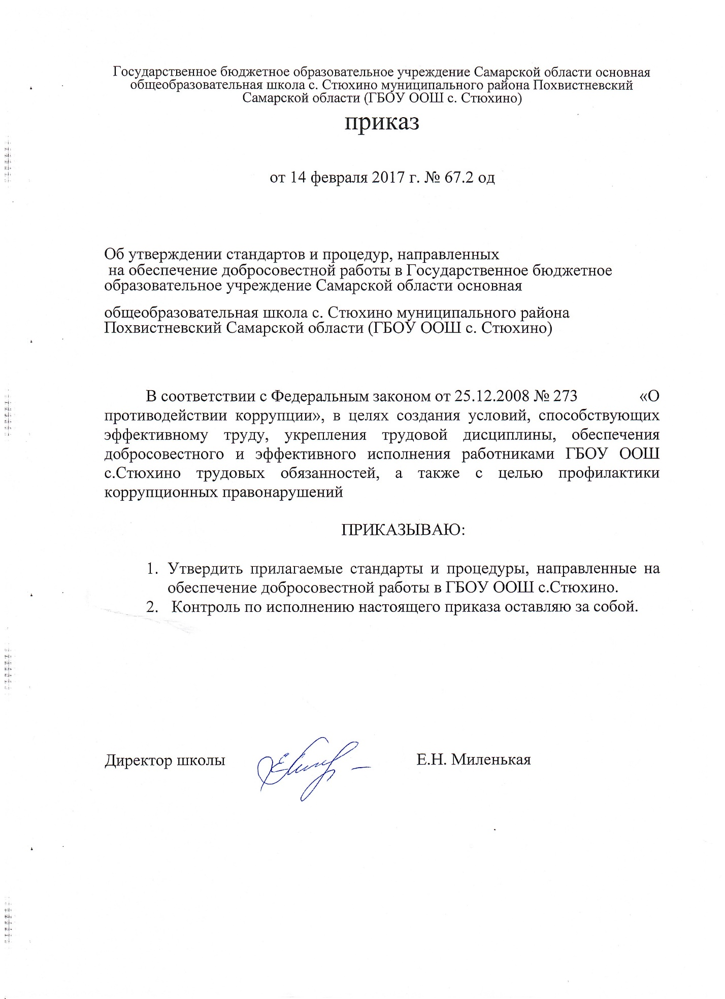 Государственное бюджетное образовательное учреждение Самарской области основная
общеобразовательная школа с. Стюхино муниципального района Похвистневский
Самарской области (ГБОУ ООШ с. Стюхино)
приказ
от 14 февраля 2017 г. № 67.2 од
Об утверждении стандартов и процедур, направленных
на обеспечение добросовестной работы в Государственное бюджетное
образовательное учреждение Самарской области основная
общеобразовательная школа с. Стюхино муниципального района
Похвистневский Самарской области (ГБОУ ООШ с. Стюхино)
В соответствии с Федеральным законом от 25.12.2008 № 273 «О
противодействии коррупции», в целях создания условий, способствующих
эффективному труду, укрепления трудовой дисциплины, обеспечения
добросовестного и эффективного исполнения работниками ГБОУ ООШ
с.Стюхино трудовых обязанностей, а также с целью профилактики
коррупционных правонарушений
ПРИКАЗЫВАЮ:
1. Утвердить прилагаемые стандарты и процедуры, направленные на
обеспечение добросовестной работы в ГБОУ ООШ с.Стюхино.
2. Контроль по исполнению настоящего приказа оставляю за собой.
Директор школы Е.Н. Миленькая